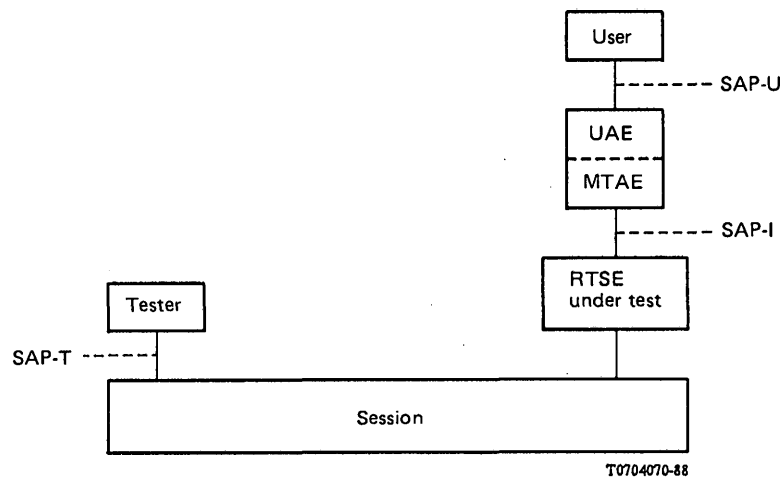 User
SAP-U
UAE
MTAE
SAP-I
RTSE
under test
Tester
SAP-T
Session
T0704070-88